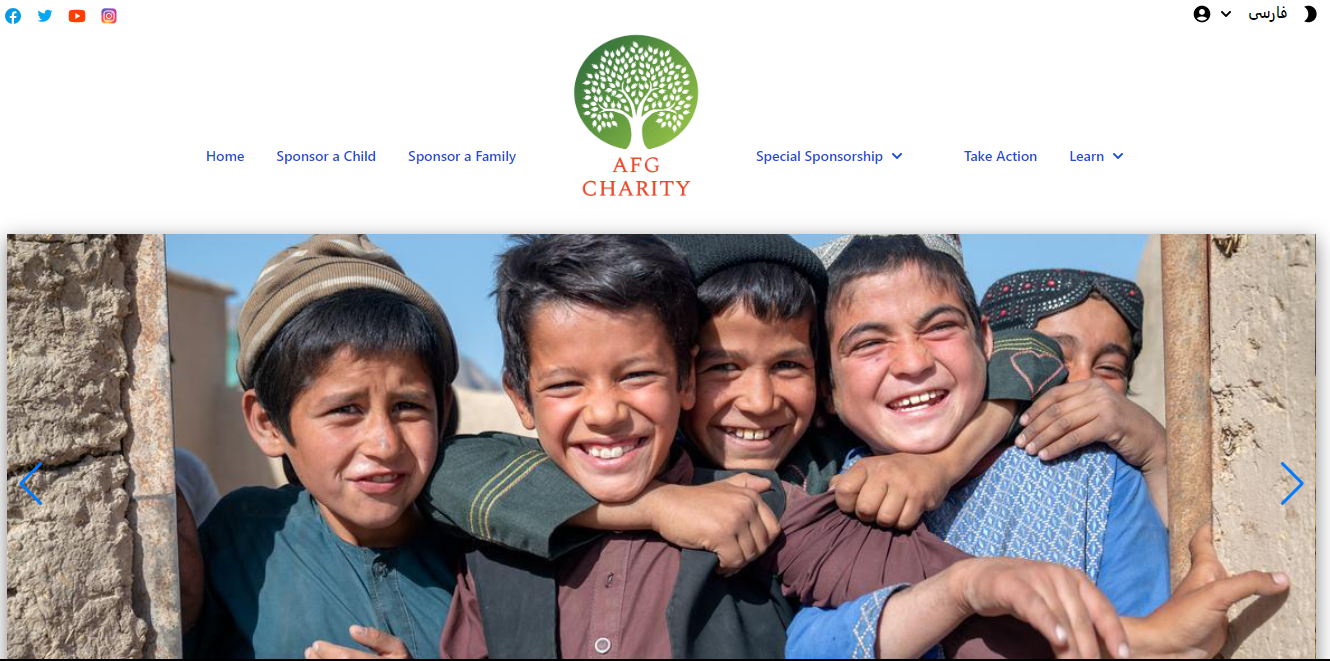 فارسی
Home
Sponsor a Child
Sponsor a Family
AFG
CHARITY
Special Sponsorship
Take Action
Learn